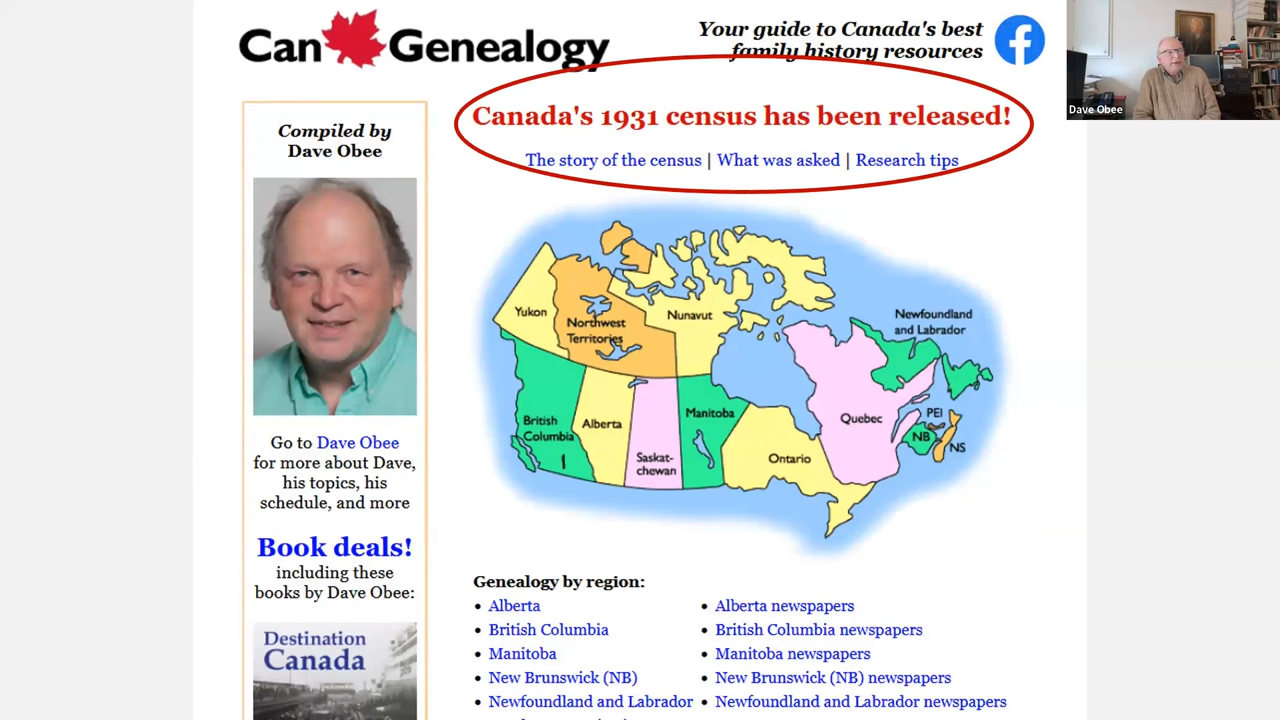 Can Genealogy
Your guide to Canada's best
family history resources
Dave Obee
Canada's 1931 census has been released!
The story of the census | What was asked | Research tips
Compiled by
Dave Obee
Go to Dave Obee
for more about Dave,
his topics, his
schedule, and more
Book deals!
including these
books by Dave Obee:
Destination
Canada
Yukon
Northwest
Territories
Nunavut
Newfoundland
and Labrador
British
Columbia
Alberta
Saskat-
chewan
Manitoba
Ontario
Quebec
PEI
NB
NS
Genealogy by region:
• Alberta
• British Columbia
• Manitoba
• New Brunswick (NB)
• Newfoundland and Labrador
• Alberta newspapers
• British Columbia newspapers
• Manitoba newspapers
• New Brunswick (NB) newspapers
• Newfoundland and Labrador newspapers